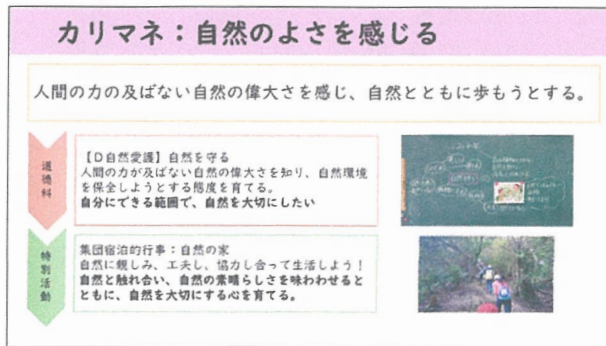 カリマネ：自然のよさを感じる
人間の力の及ばない自然の偉大さを感じ、自然とともに歩もうとする。
道徳科
【D自然愛護】自然を守る
人間の力が及ばない自然の偉大さを知り、自然環境
を保全しようとする態度を育てる。
自分にできる範囲で、自然を大切にしたい
特別活動
集団宿泊的行事：自然の家
自然に親しみ、工夫し、協力し合って生活しよう！
自然と触れ合い、自然の素晴らしさを味わわせると
ともに、自然を大切にする心を育てる。